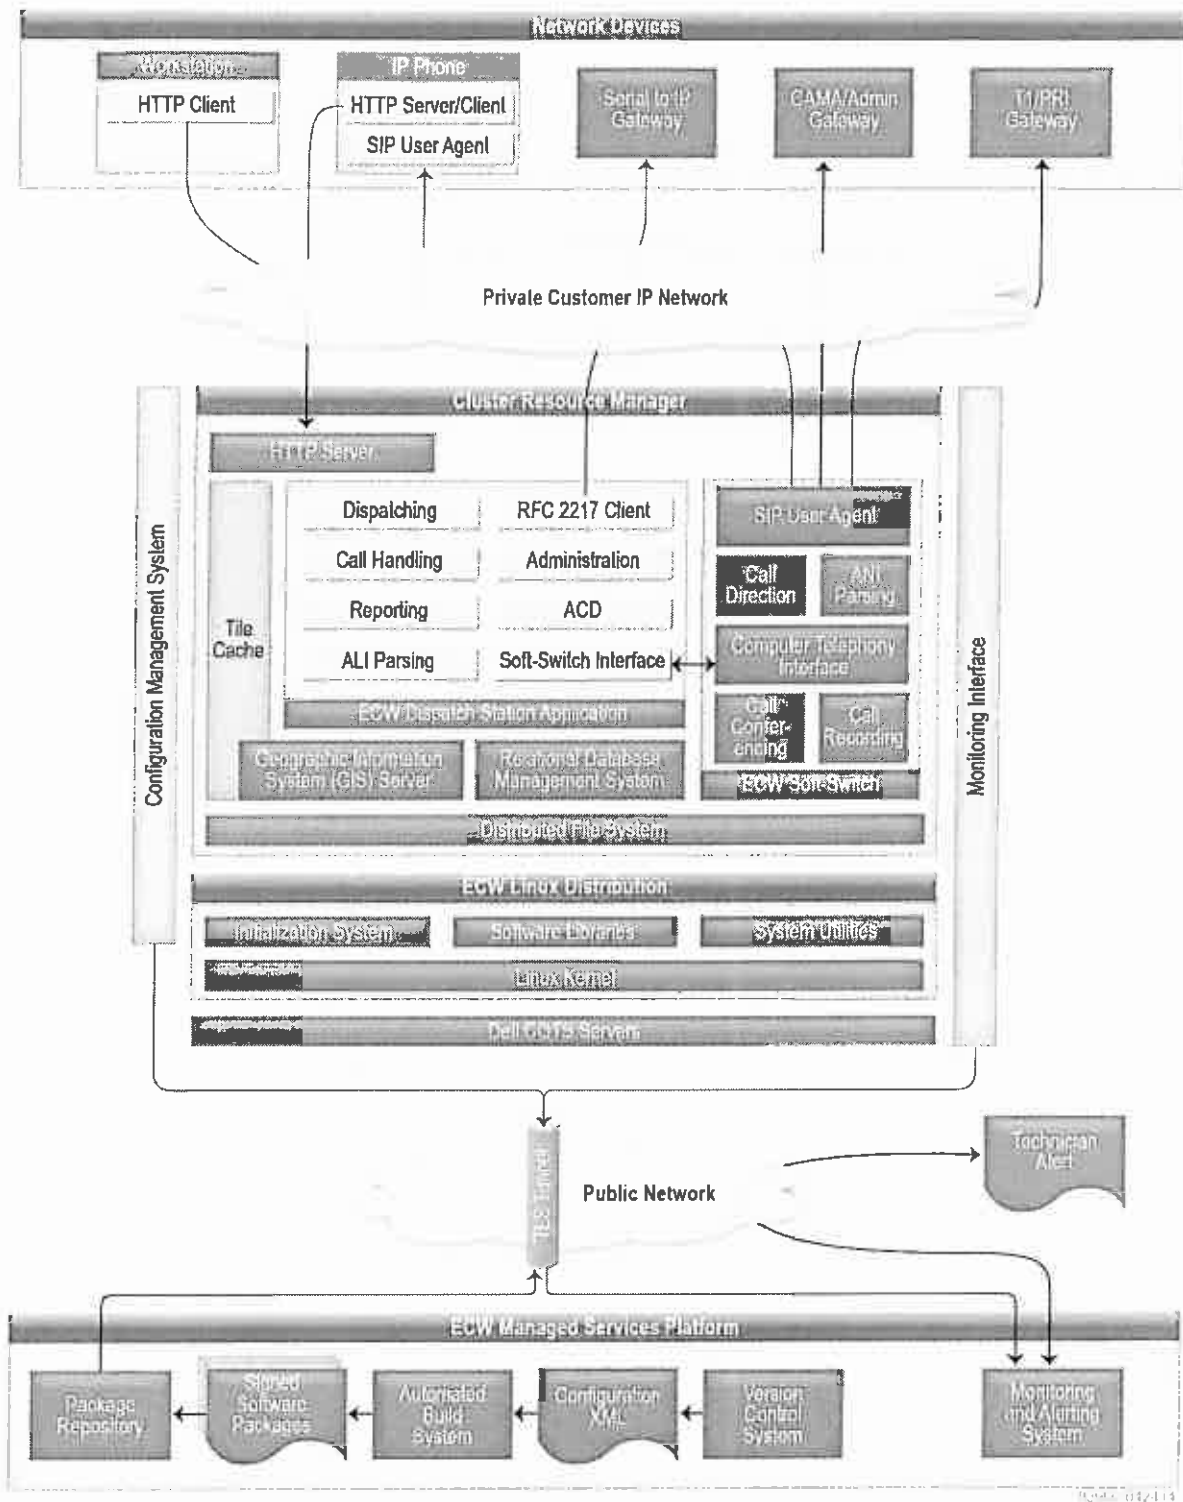 Network Devices
Workstation
HTTP Client
IP Phone
HTTP Server/Client
SIP User Agent
Serial to IP
Gateway
CAMA/Admin
Gateway
T1/PRI
Gateway
Private Customer IP Network
Configuration Management System
Cluster Resource Manager
HTTP Server
Tile
Cache
Dispatching
RFC 2217 Client
Call Handling
Administration
Reporting
ACD
ALI Parsing
Soft-Switch Interface
ECW Dispatch Station Application
Geographic Information
System (GIS) Server
Relational Database
Management System
SIP User Agent
Call
Direction
ANI
Parsing
Computer Telephony
Interface
Call
Confer-
encing
Call
Recording
ECW Soft-Switch
Distributed File System
Monitoring Interface
ECW Linux Distribution
Initialization System
Software Libraries
System Utilities
Linux Kernel
Dell COTS Servers
TLS Tunnel
Public Network
Technician
Alert
ECW Managed Services Platform
Package
Repository
Signed
Software
Packages
Automated
Build
System
Configuration
XML
Version
Control
System
Monitoring
and Alerting
System